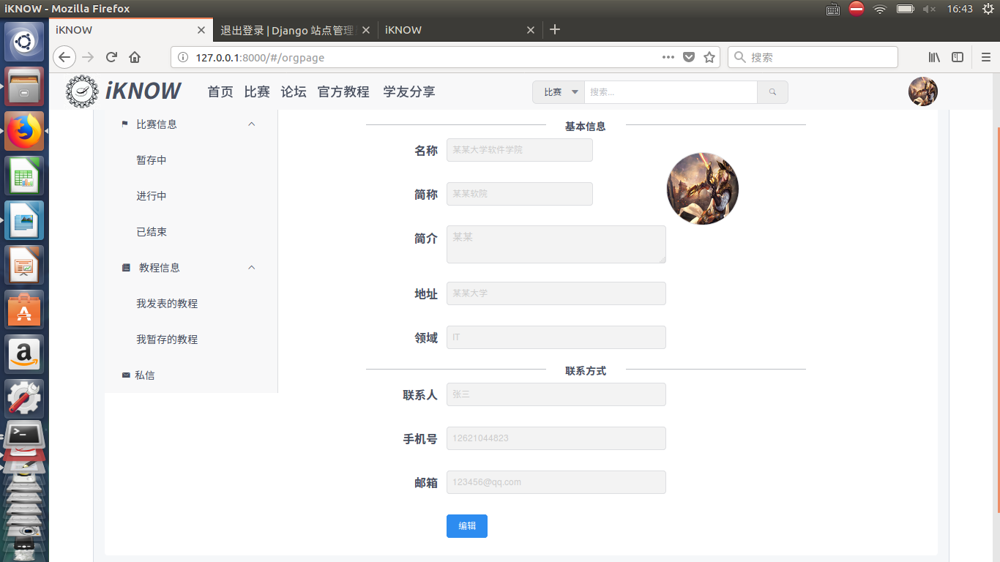 iKNOW - Mozilla Firefox
16:43
iKNOW
退出登录 | Django 站点管理
iKNOW
127.0.0.1:8000/#/orgpage
搜索
iKNOW
首页 比赛 论坛 官方教程 学友分享
比赛
搜索...
比赛信息
暂存中
进行中
已结束
教程信息
我发表的教程
我暂存的教程
私信
基本信息
名称 某某大学软件学院
简称 某某软院
简介 某某
地址 某某大学
领域 IT
联系方式
联系人 张三
手机号 12621044823
邮箱 123456@qq.com
编辑